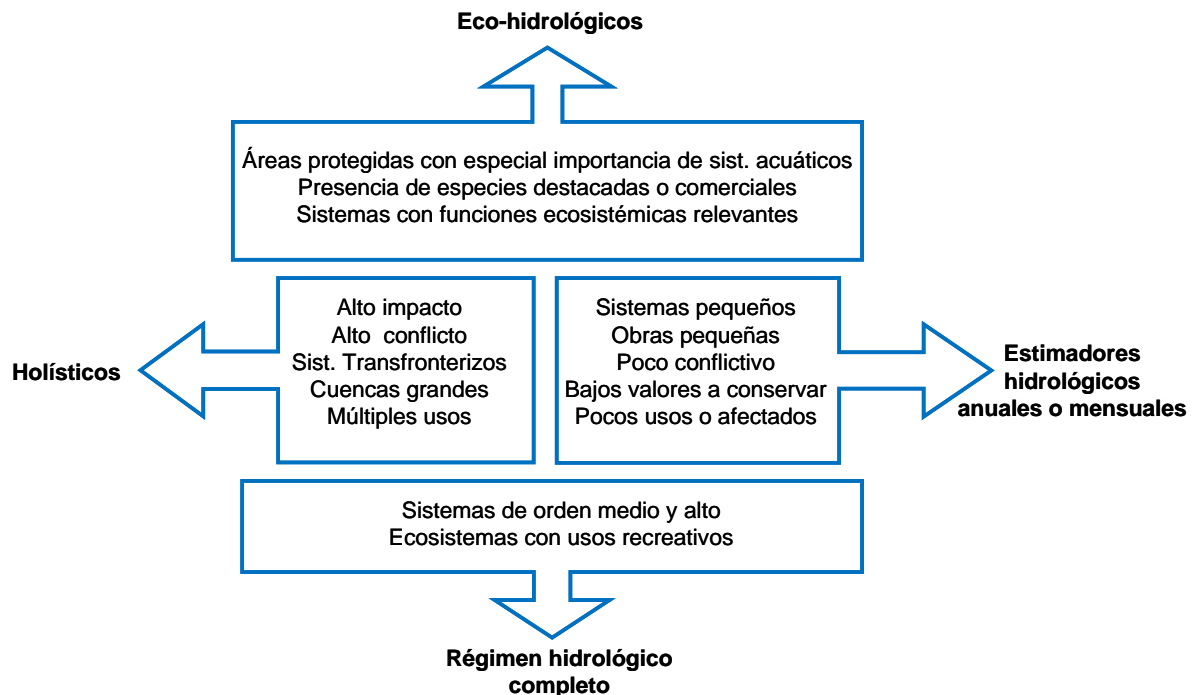 Eco-hidrológicos
Áreas protegidas con especial importancia de sist. acuáticos
Presencia de especies destacadas o comerciales
Sistemas con funciones ecosistémicas relevantes
Holísticos
Alto impacto
Alto conflicto
Sist. Transfronterizos
Cuencas grandes
Múltiples usos
Sistemas pequeños
Obras pequeñas
Poco conflictivo
Bajos valores a conservar
Pocos usos o afectados
Estimadores
hidrológicos
anuales o mensuales
Sistemas de orden medio y alto
Ecosistemas con usos recreativos
Régimen hidrológico
completo